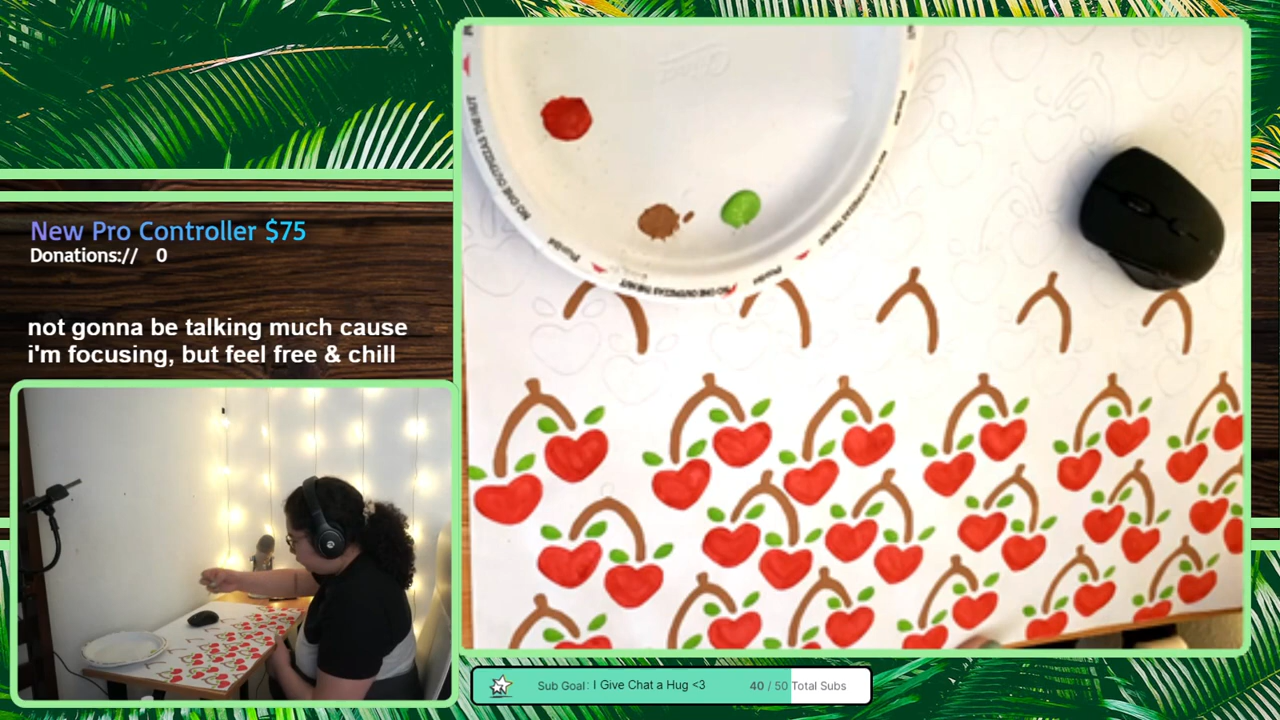 New Pro Controller $75
Donations:// 0
not gonna be talking much cause
i'm focusing, but feel free & chill
Sub Goal: I Give Chat a Hug <3 40 / 50 Total Subs